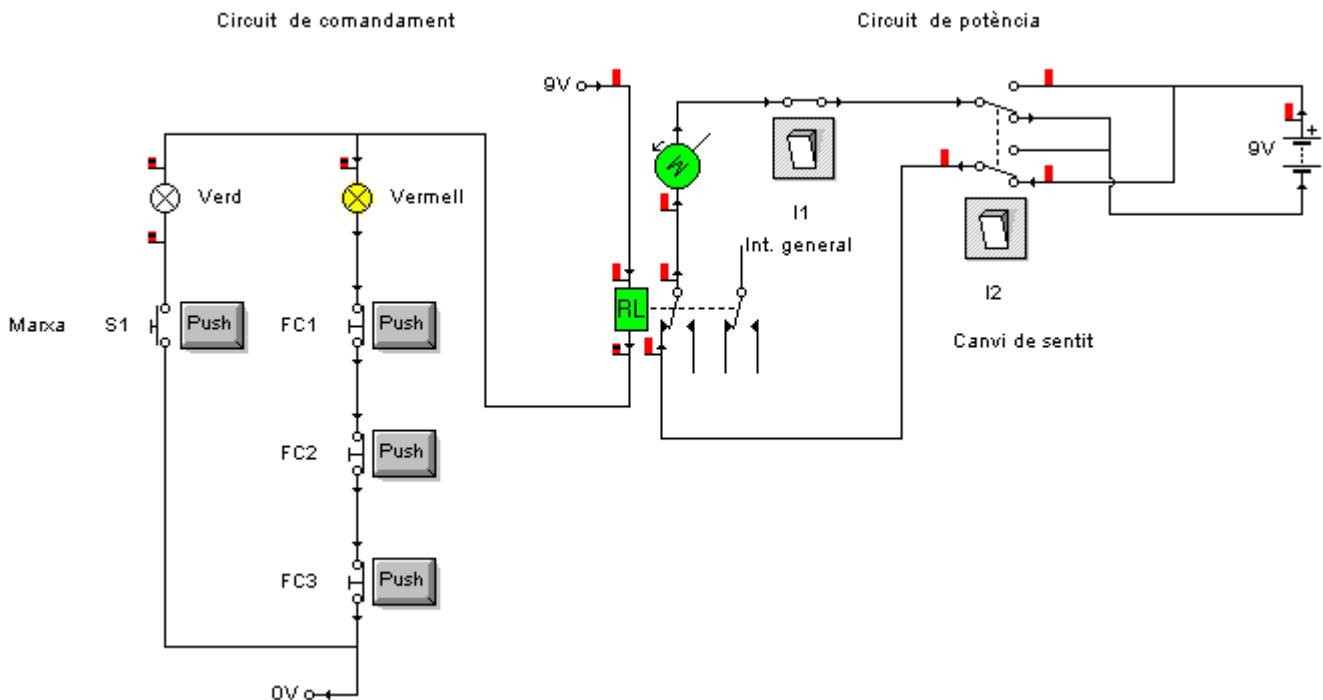 Circuit de comandament
Circuit de potència
9V
9V
Verd
Vermell
I1
Int. general
RL
I2
Marxa S1 Push FC1 Push
Canvi de sentit
FC2 Push
FC3 Push
0V